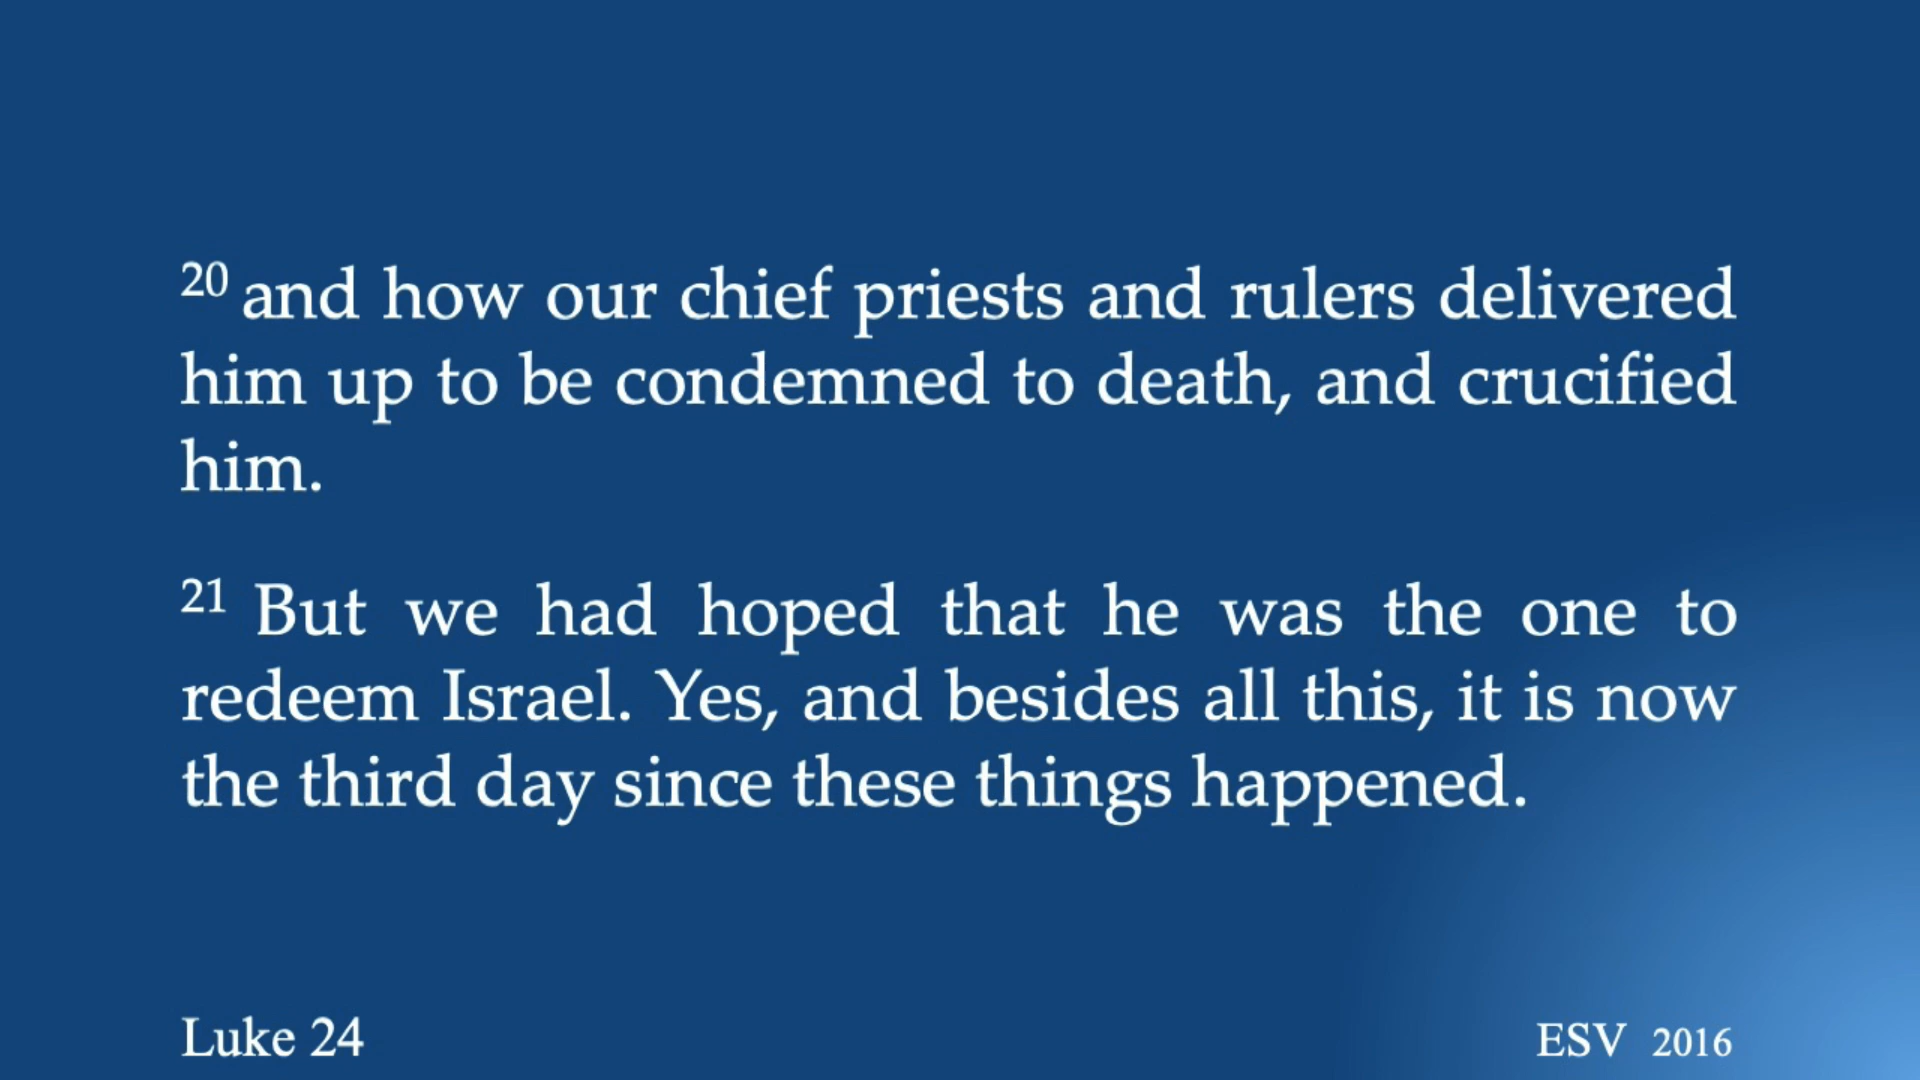 20 and how our chief priests and rulers delivered
him up to be condemned to death, and crucified
him.
21 But we had hoped that he was the one to
redeem Israel. Yes, and besides all this, it is now
the third day since these things happened.
Luke 24
ESV 2016